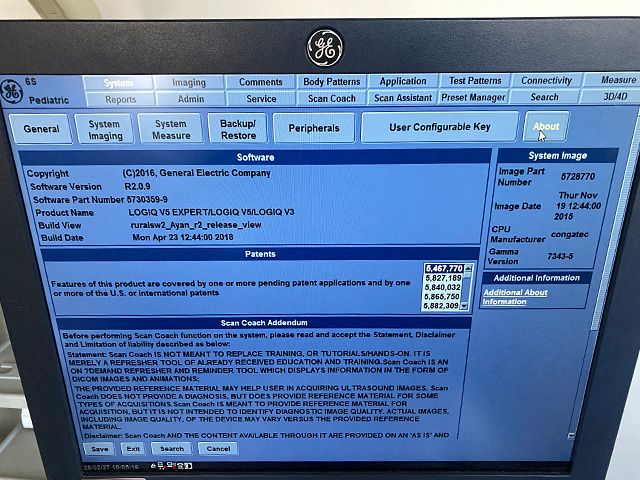 6S
Pediatric
System Imaging Comments Body Patterns Application Test Patterns Connectivity Measure
Reports Admin Service Scan Coach Scan Assistant Preset Manager Search 3D/4D
General
System Imaging
System Measure
Backup/ Restore
Peripherals
User Configurable Key
About
Software
Copyright (C)2016, General Electric Company
Software Version R2.0.9
Software Part Number 5730359-9
Product Name LOGIQ V5 EXPERT/LOGIQ V5/LOGIQ V3
Build View ruralsw2_Ayan_r2_release_view
Build Date Mon Apr 23 12:44:00 2018
System Image
Image Part Number 5728770
Image Date Thur Nov 19 12:44:00 2015
CPU Manufacturer congatec
Gamma Version 7343-5
Patents
Features of this product are covered by one or more pending patent applications and by one
or more of the U.S. or international patents
5,467,770
5,827,189
5,840,032
5,865,750
5,882,309
Additional Information
Additional About
Information
Scan Coach Addendum
Before performing Scan Coach function on the system, please read and accept the Statement, Disclaimer
and Limitation of liability described as below:
Statement: Scan Coach IS NOT MEANT TO REPLACE TRAINING, OR TUTORIALS/HANDS-ON. IT IS
MERELY A REFRESHER TOOL OF ALREADY RECEIVED EDUCATION AND TRAINING.Scan Coach IS AN
ON ?DEMAND REFRESHER AND REMINDER TOOL WHICH DISPLAYS INFORMATION IN THE FORM OF
DICOM IMAGES AND ANIMATIONS;
THE PROVIDED REFERENCE MATERIAL MAY HELP USER IN ACQUIRING ULTRASOUND IMAGES. Scan
Coach DOES NOT PROVIDE A DIAGNOSIS, BUT DOES PROVIDE REFERENCE MATERIAL FOR SOME
TYPES OF ACQUISITIONS.Scan Coach IS MEANT TO PROVIDE REFERENCE MATERIAL FOR
ACQUISITION, BUT IT IS NOT INTENDED TO IDENTIFY DIAGNOSTIC IMAGE QUALITY. ACTUAL IMAGES,
INCLUDING IMAGE QUALITY, OF THE DEVICE MAY VARY VERSUS THE PROVIDED REFERENCE
MATERIAL.
Disclaimer: Scan Coach AND THE CONTENT AVAILABLE THROUGH IT ARE PROVIDED ON AN "AS IS" AND
Save Exit Search Cancel
25/02/27 10:05:16